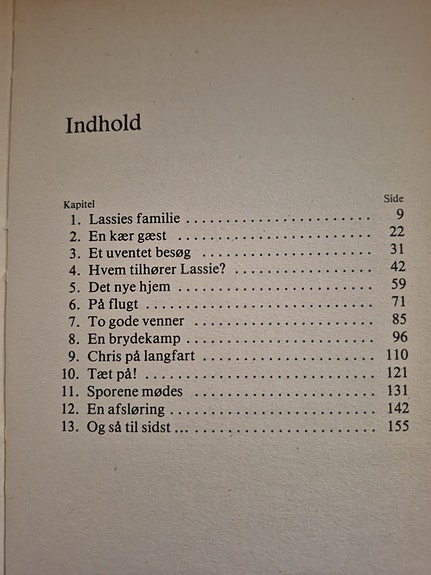 Indhold
Kapitel Side
1. Lassies familie ........................ 9
2. En kær gæst ........................ 22
3. Et uventet besøg ........................ 31
4. Hvem tilhører Lassie? ........................ 42
5. Det nye hjem ........................ 59
6. På flugt ........................ 71
7. To gode venner ........................ 85
8. En brydekamp ........................ 96
9. Chris på langfart ........................ 110
10. Tæt på! ........................ 121
11. Sporene mødes ........................ 131
12. En afsløring ........................ 142
13. Og så til sidst ... ........................ 155